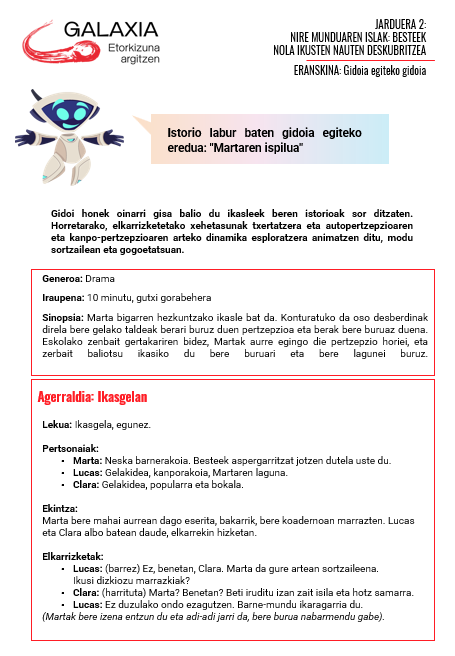 GALAXIA
Etorkizuna
argitzen
JARDUERA 2:
NIRE MUNDUAREN ISLAK: BESTEEK
NOLA IKUSTEN NAUTEN DESKUBRITZEA
ERANSKINA: Gidoia egiteko gidoia
Istorio labur baten gidoia egiteko
eredua: "Martaren ispilua"
Gidoi honek oinarri gisa balio du ikasleek beren istorioak sor ditzaten.
Horretarako, elkarrizketetako xehetasunak txertatzera eta autopertzepzioaren
eta kanpo-pertzepzioaren arteko dinamika esploratzera animatzen ditu, modu
sortzailean eta gogoetatsuan.
Generoa: Drama
Iraupena: 10 minutu, gutxi gorabehera
Sinopsia: Marta bigarren hezkuntzako ikasle bat da. Konturatuko da oso desberdinak
direla bere gelako taldeak berari buruz duen pertzepzioa eta berak bere buruaz duena.
Eskolako zenbait gertakariren bidez, Martak aurre egingo die pertzepzio horiei, eta
zerbait baliotsu ikasiko du bere buruari eta bere lagunei buruz.
Agerraldia: Ikasgelan
Lekua: Ikasgela, egunez.
Pertsonaiak:
• Marta: Neska barnerakoia. Besteek aspergarritzat jotzen dutela uste du.
• Lucas: Gelakidea, kanporakoia, Martaren laguna.
• Clara: Gelakidea, popularra eta bokala.
Ekintza:
Marta bere mahai aurrean dago eserita, bakarrik, bere koadernoan marrazten. Lucas
eta Clara albo batean daude, elkarrekin hizketan.
Elkarrizketak:
• Lucas: (barrez) Ez, benetan, Clara. Marta da gure artean sortzaileena.
Ikusi dizkiozu marrazkiak?
• Clara: (harrituta) Marta? Benetan? Beti iruditu izan zait isila eta hotz samarra.
• Lucas: Ez duzulako ondo ezagutzen. Barne-mundu ikaragarria du.
(Martak bere izena entzun du eta adi-adi jarri da, bere burua nabarmendu gabe).